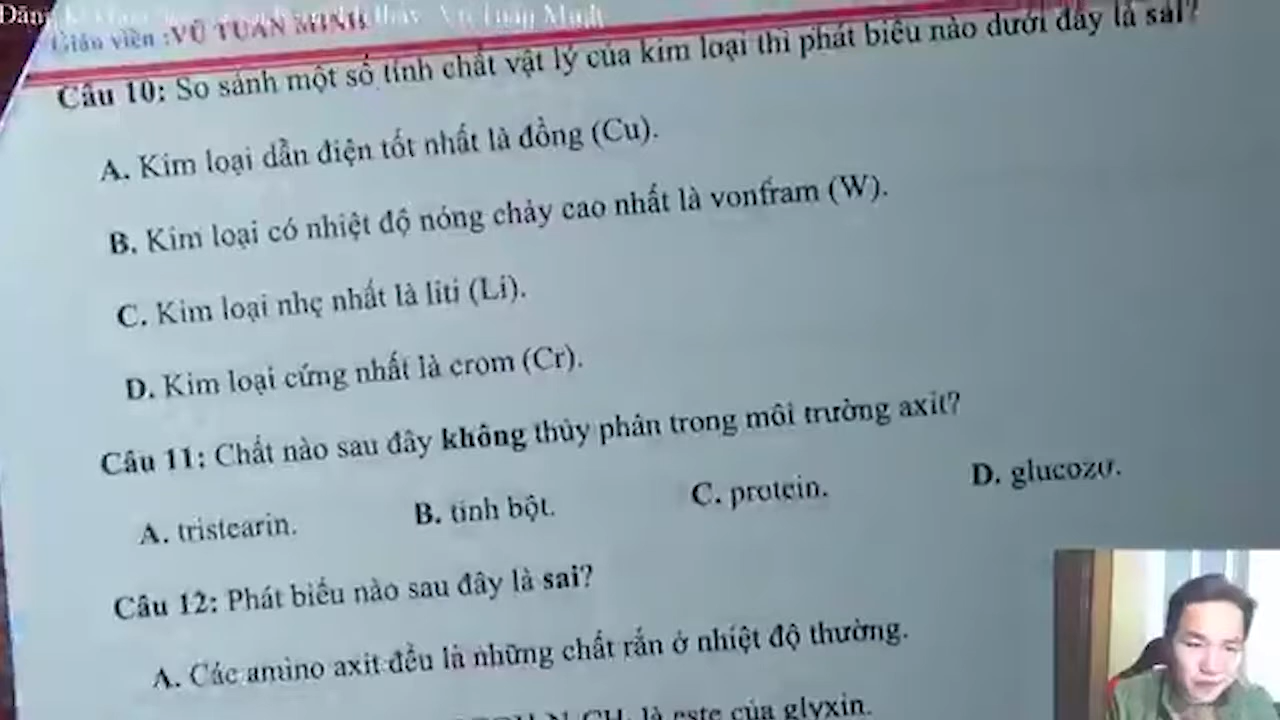 Giáo viên :VŨ TUẤN MINH
Câu 10: So sánh một số tính chất vật lý của kim loại thì phát biểu nào dưới đây là sai?
A. Kim loại dẫn điện tốt nhất là đồng (Cu).
B. Kim loại có nhiệt độ nóng chảy cao nhất là vonfram (W).
C. Kim loại nhẹ nhất là liti (Li).
D. Kim loại cứng nhất là crom (Cr).
Câu 11: Chất nào sau đây không thủy phân trong môi trường axit?
A. tristearin. B. tinh bột. C. protein. D. glucozơ.
Câu 12: Phát biểu nào sau đây là sai?
A. Các amino axit đều là những chất rắn ở nhiệt độ thường.
là este của glyxin.